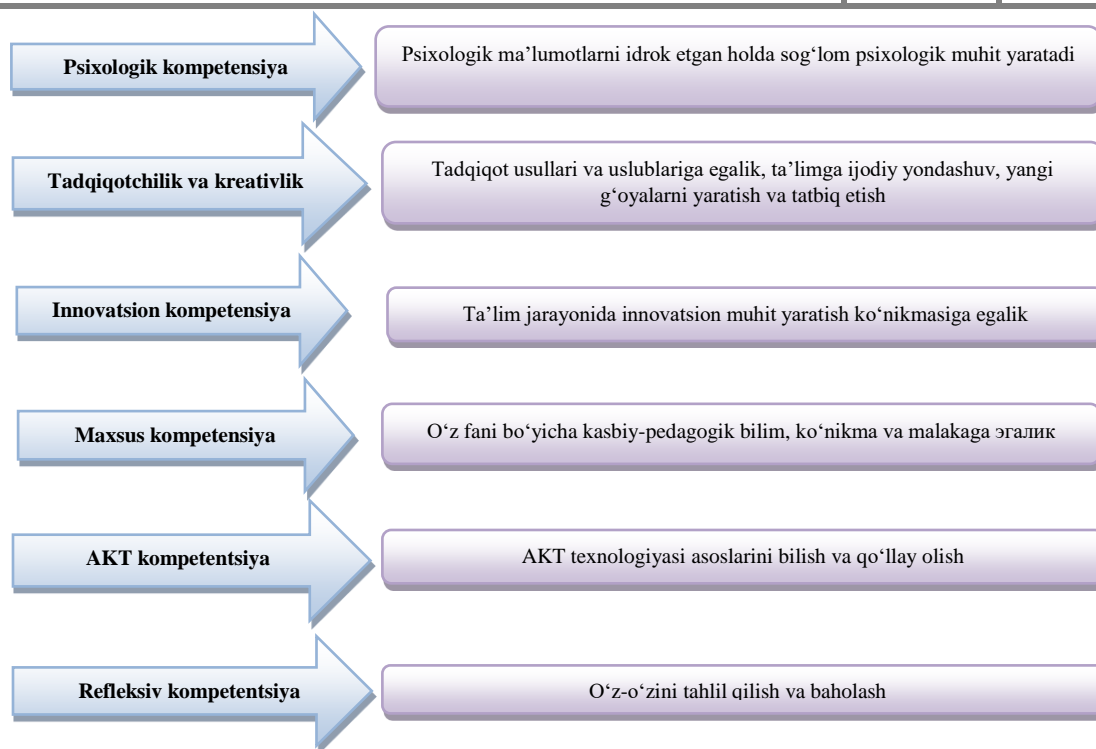 Psixologik kompetensiya
Psixologik ma’lumotlarni idrok etgan holda sog‘lom psixologik muhit yaratadi
Tadqiqotchilik va kreativlik
Tadqiqot usullari va uslublariga egalik, ta’limga ijodiy yondashuv, yangi
g‘oyalarni yaratish va tatbiq etish
Innovatsion kompetensiya
Ta’lim jarayonida innovatsion muhit yaratish ko‘nikmasiga egalik
Maxsus kompetensiya
O‘z fani bo‘yicha kasbiy-pedagogik bilim, ko‘nikma va malakaga эгалик
AKT kompetentsiya
AKT texnologiyasi asoslarini bilish va qo‘llay olish
Refleksiv kompetentsiya
O‘z-o‘zini tahlil qilish va baholash